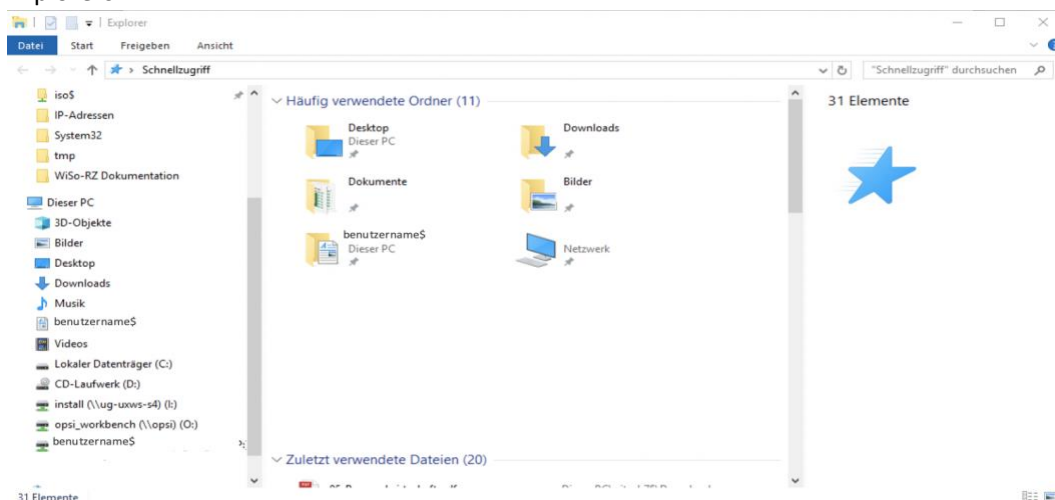 Explorer
Datei Start Freigeben Ansicht
Schnellzugriff
"Schnellzugriff" durchsuchen
iso$
IP-Adressen
System32
tmp
WiSo-RZ Dokumentation
Dieser PC
3D-Objekte
Bilder
Desktop
Downloads
Musik
benutzername$
Videos
Lokaler Datenträger (C:)
CD-Laufwerk (D:)
install (\\ug-uxws-s4) (I:)
opsi_workbench (\\opsi) (O:)
benutzername$
Häufig verwendete Ordner (11)
Desktop
Dieser PC
Downloads
Dokumente
Bilder
benutzername$
Dieser PC
Netzwerk
Zuletzt verwendete Dateien (20)
31 Elemente
31 Elemente